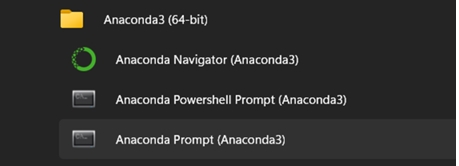 Anaconda3 (64-bit)
Anaconda Navigator (Anaconda3)
Anaconda Powershell Prompt (Anaconda3)
Anaconda Prompt (Anaconda3)